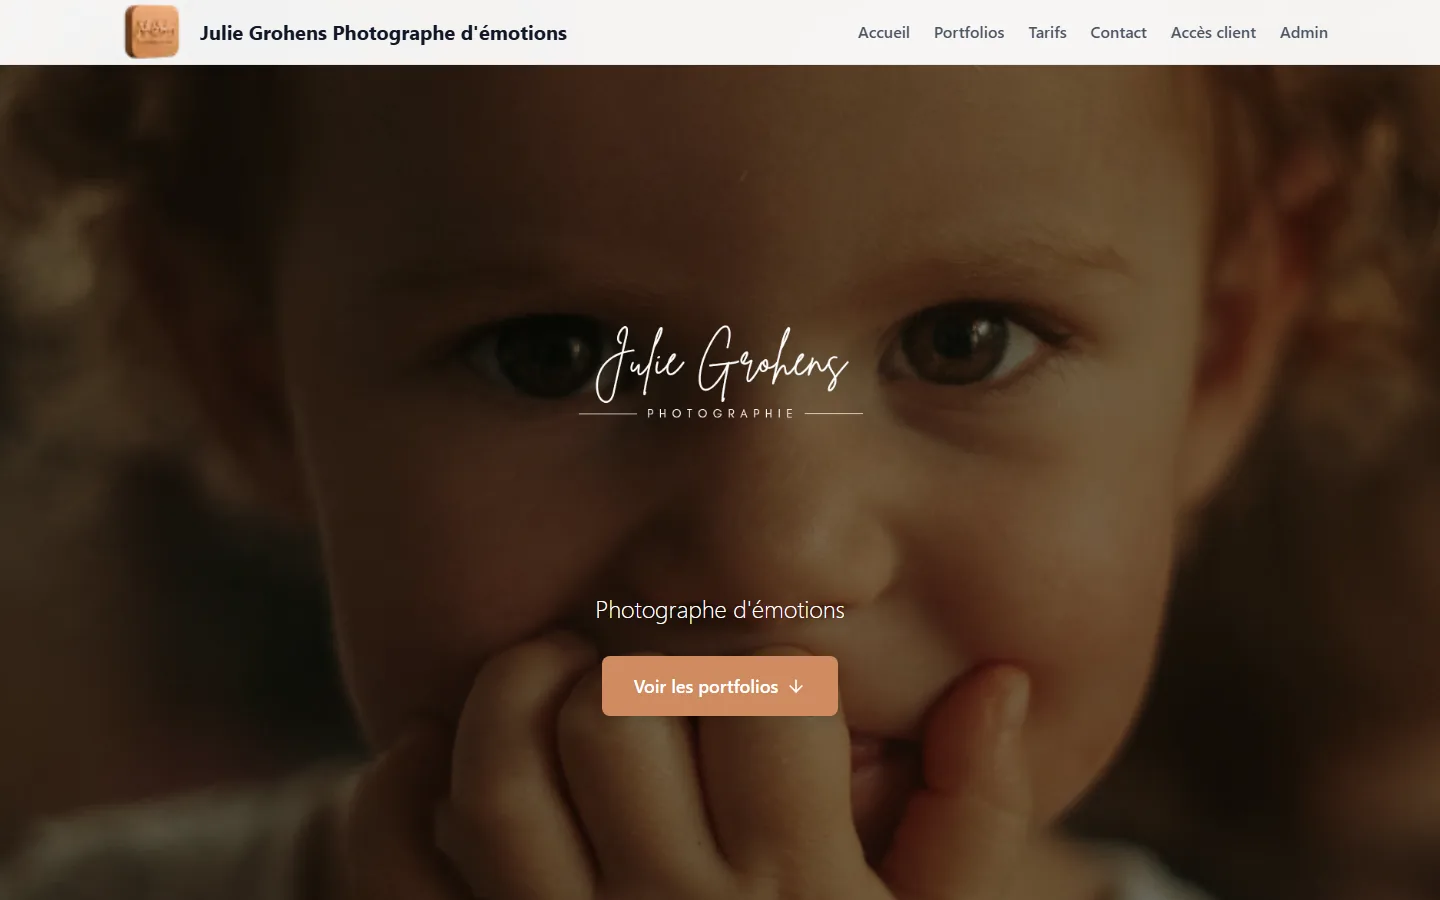 Julie Grohens Photographe d'émotions
Accueil Portfolios Tarifs Contact Accès client Admin
Julie Grohens
PHOTOGRAPHIE
Photographe d'émotions
Voir les portfolios ↓